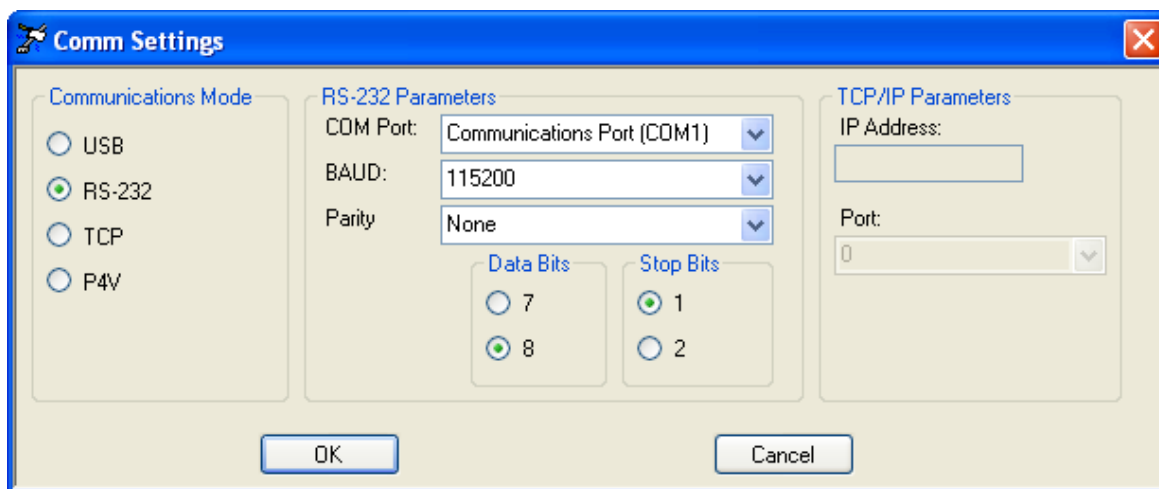 Comm Settings
Communications Mode
USB
RS-232
TCP
P4V
RS-232 Parameters
COM Port: Communications Port (COM1)
BAUD: 115200
Parity None
Data Bits
7
8
Stop Bits
1
2
TCP/IP Parameters
IP Address:
Port:
0
OK
Cancel